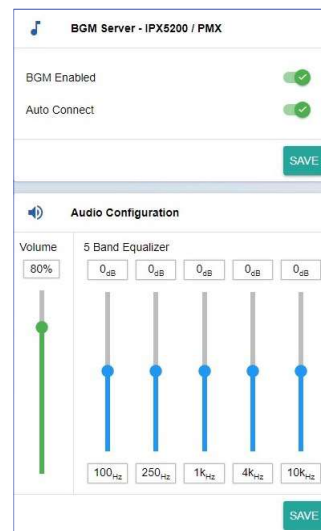 BGM Server - IPX5200 / PMX
BGM Enabled
Auto Connect
SAVE
Audio Configuration
Volume 5 Band Equalizer
80% 0dB 0dB 0dB 0dB 0dB
100Hz 250Hz 1kHz 4kHz 10kHz
SAVE